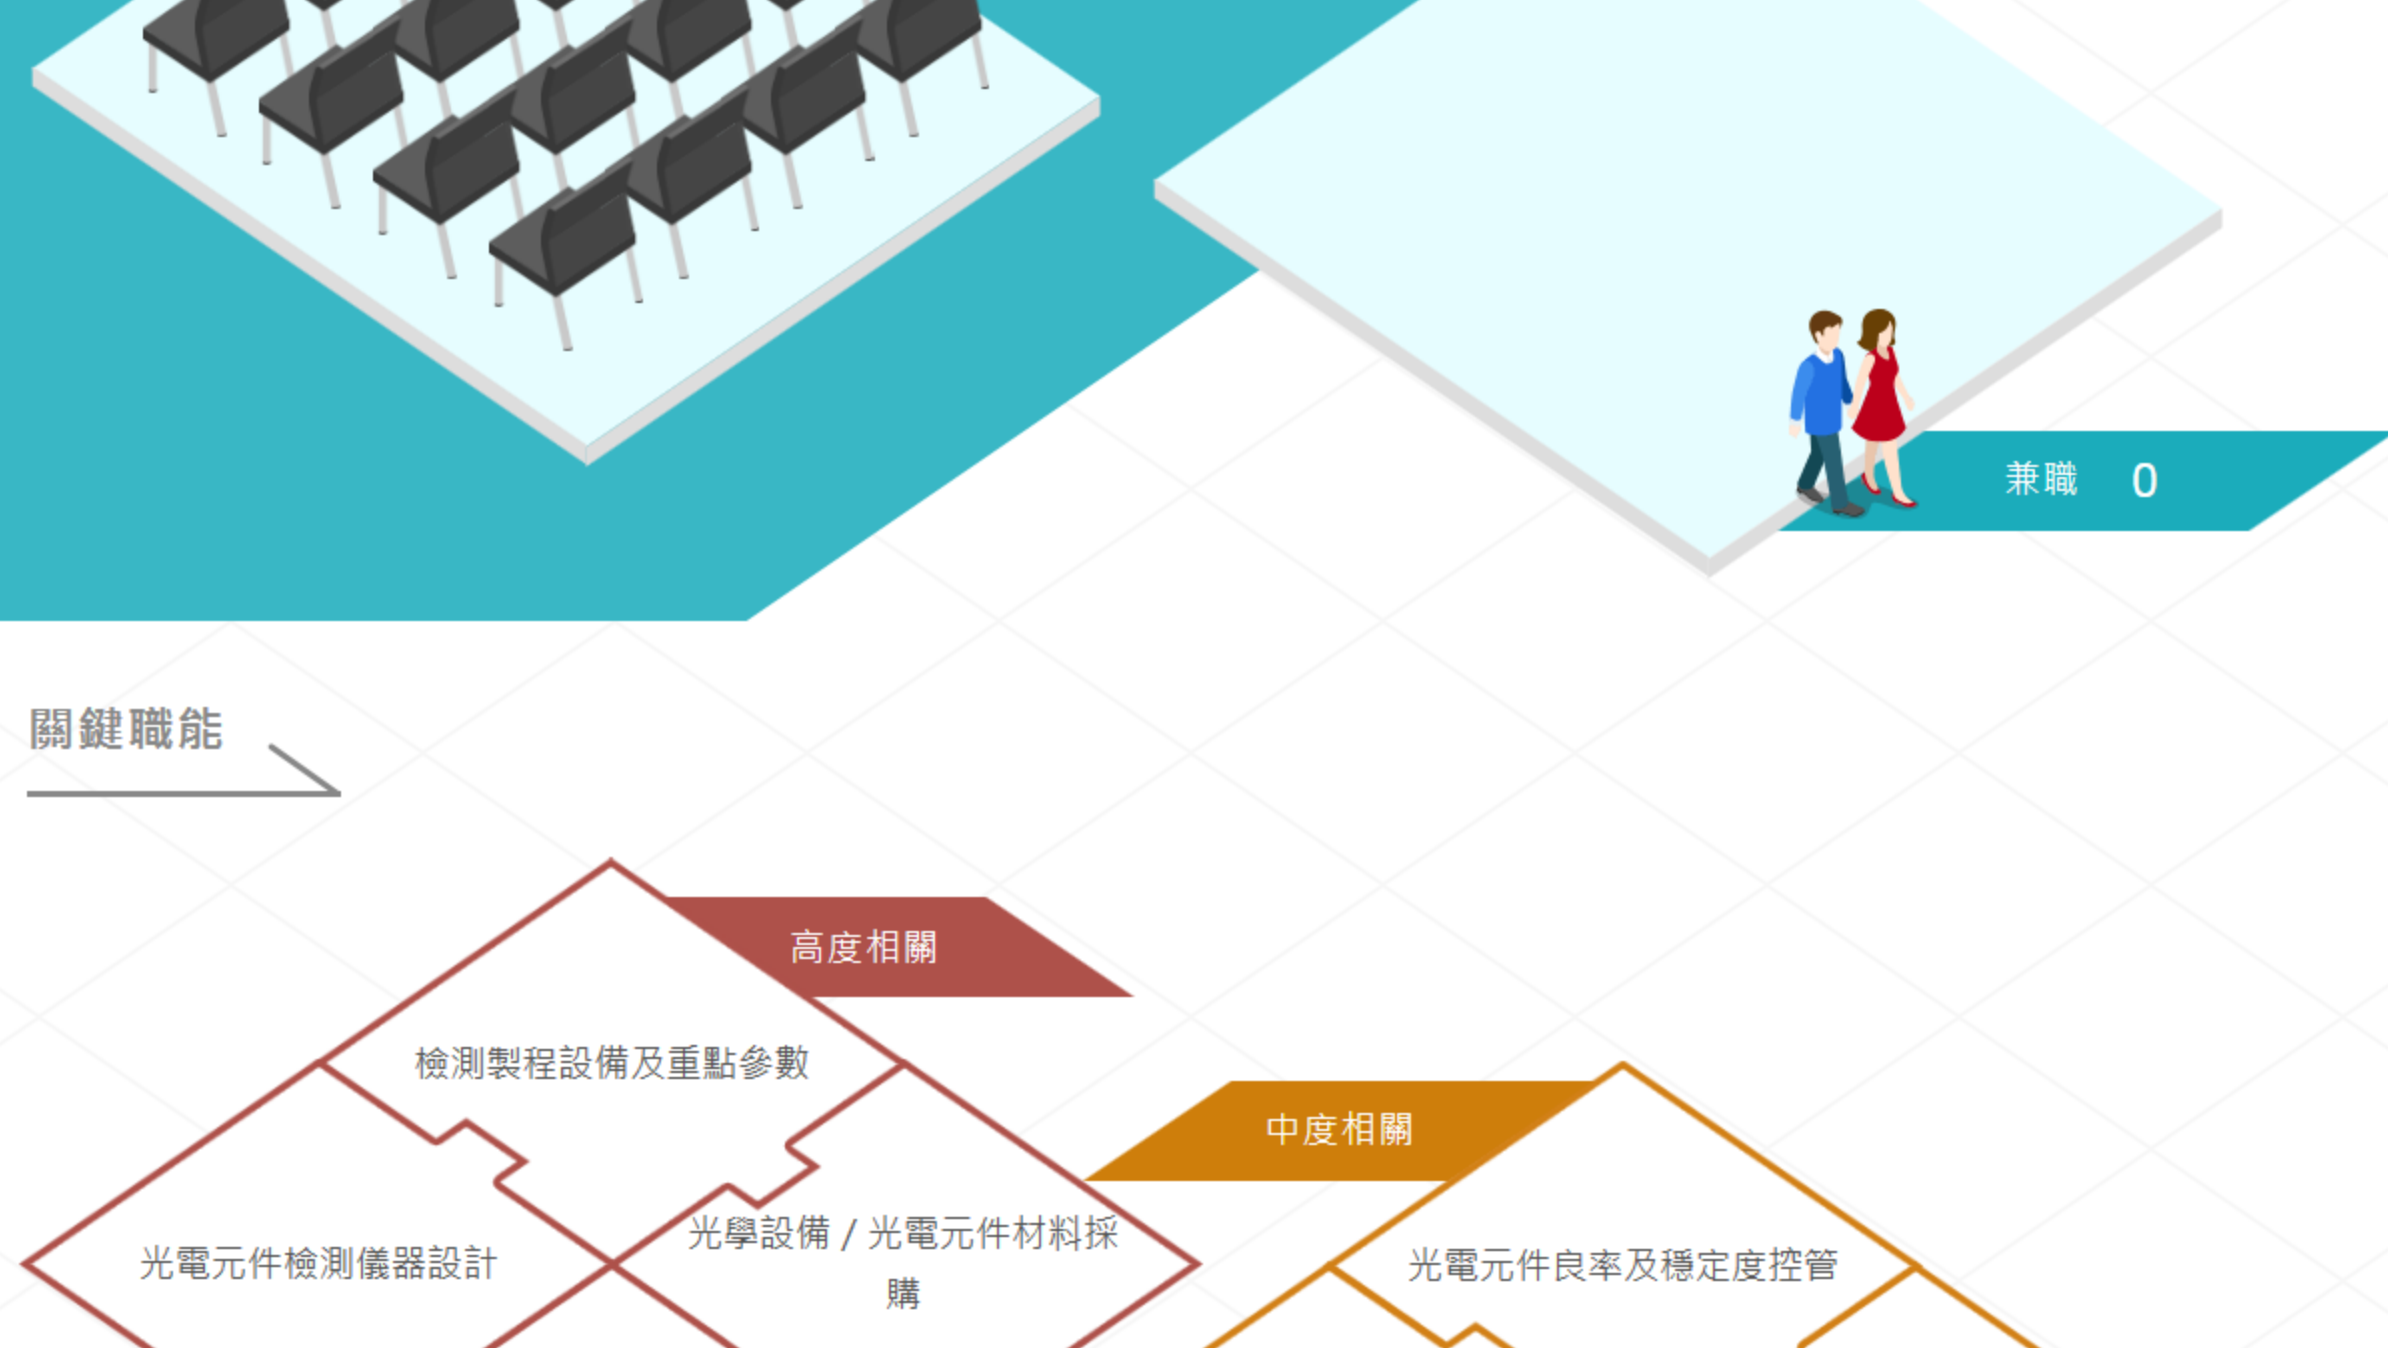 兼職 0
關鍵職能
高度相關
檢測製程設備及重點參數
中度相關
光電元件檢測儀器設計
光學設備 / 光電元件材料採
購
光電元件良率及穩定度控管